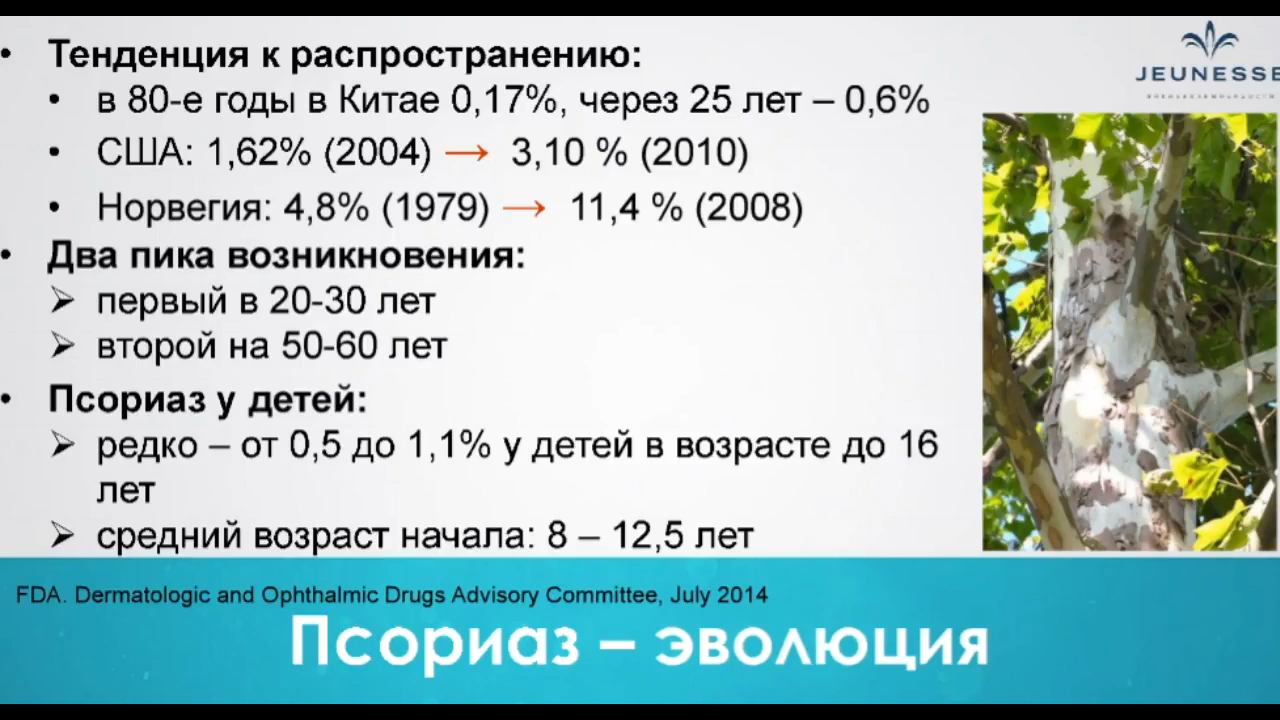 Тенденция к распространению:
в 80-е годы в Китае 0,17%, через 25 лет – 0,6%
США: 1,62% (2004) → 3,10 % (2010)
Норвегия: 4,8% (1979) → 11,4 % (2008)
Два пика возникновения:
первый в 20-30 лет
второй на 50-60 лет
Псориаз у детей:
редко – от 0,5 до 1,1% у детей в возрасте до 16
лет
средний возраст начала: 8 – 12,5 лет
JEUNESSE
FDA. Dermatologic and Ophthalmic Drugs Advisory Committee, July 2014
Псориаз – эволюция